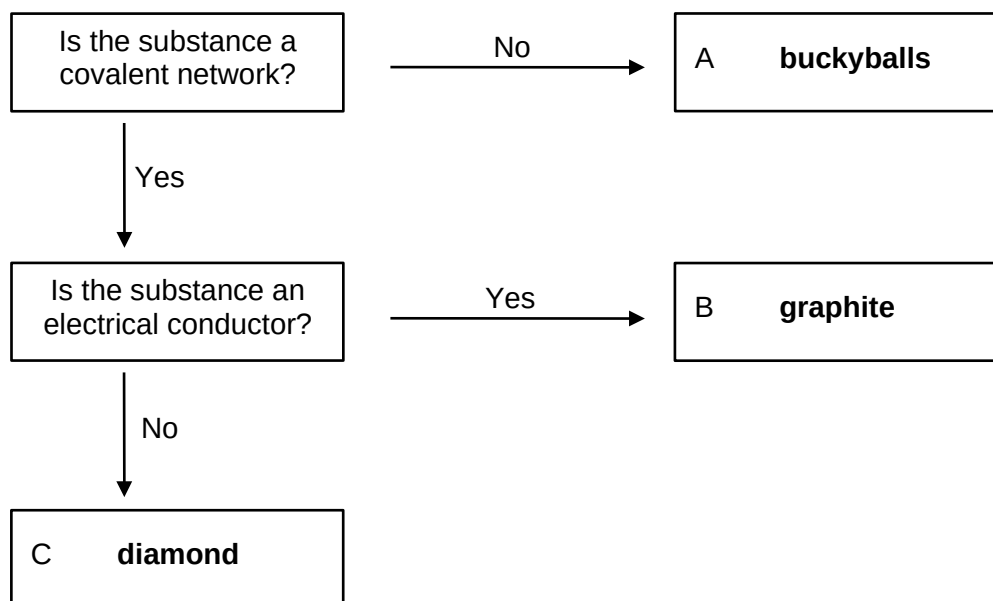 Is the substance a
covalent network?
No
A buckyballs
Yes
Is the substance an
electrical conductor?
Yes
B graphite
No
C diamond